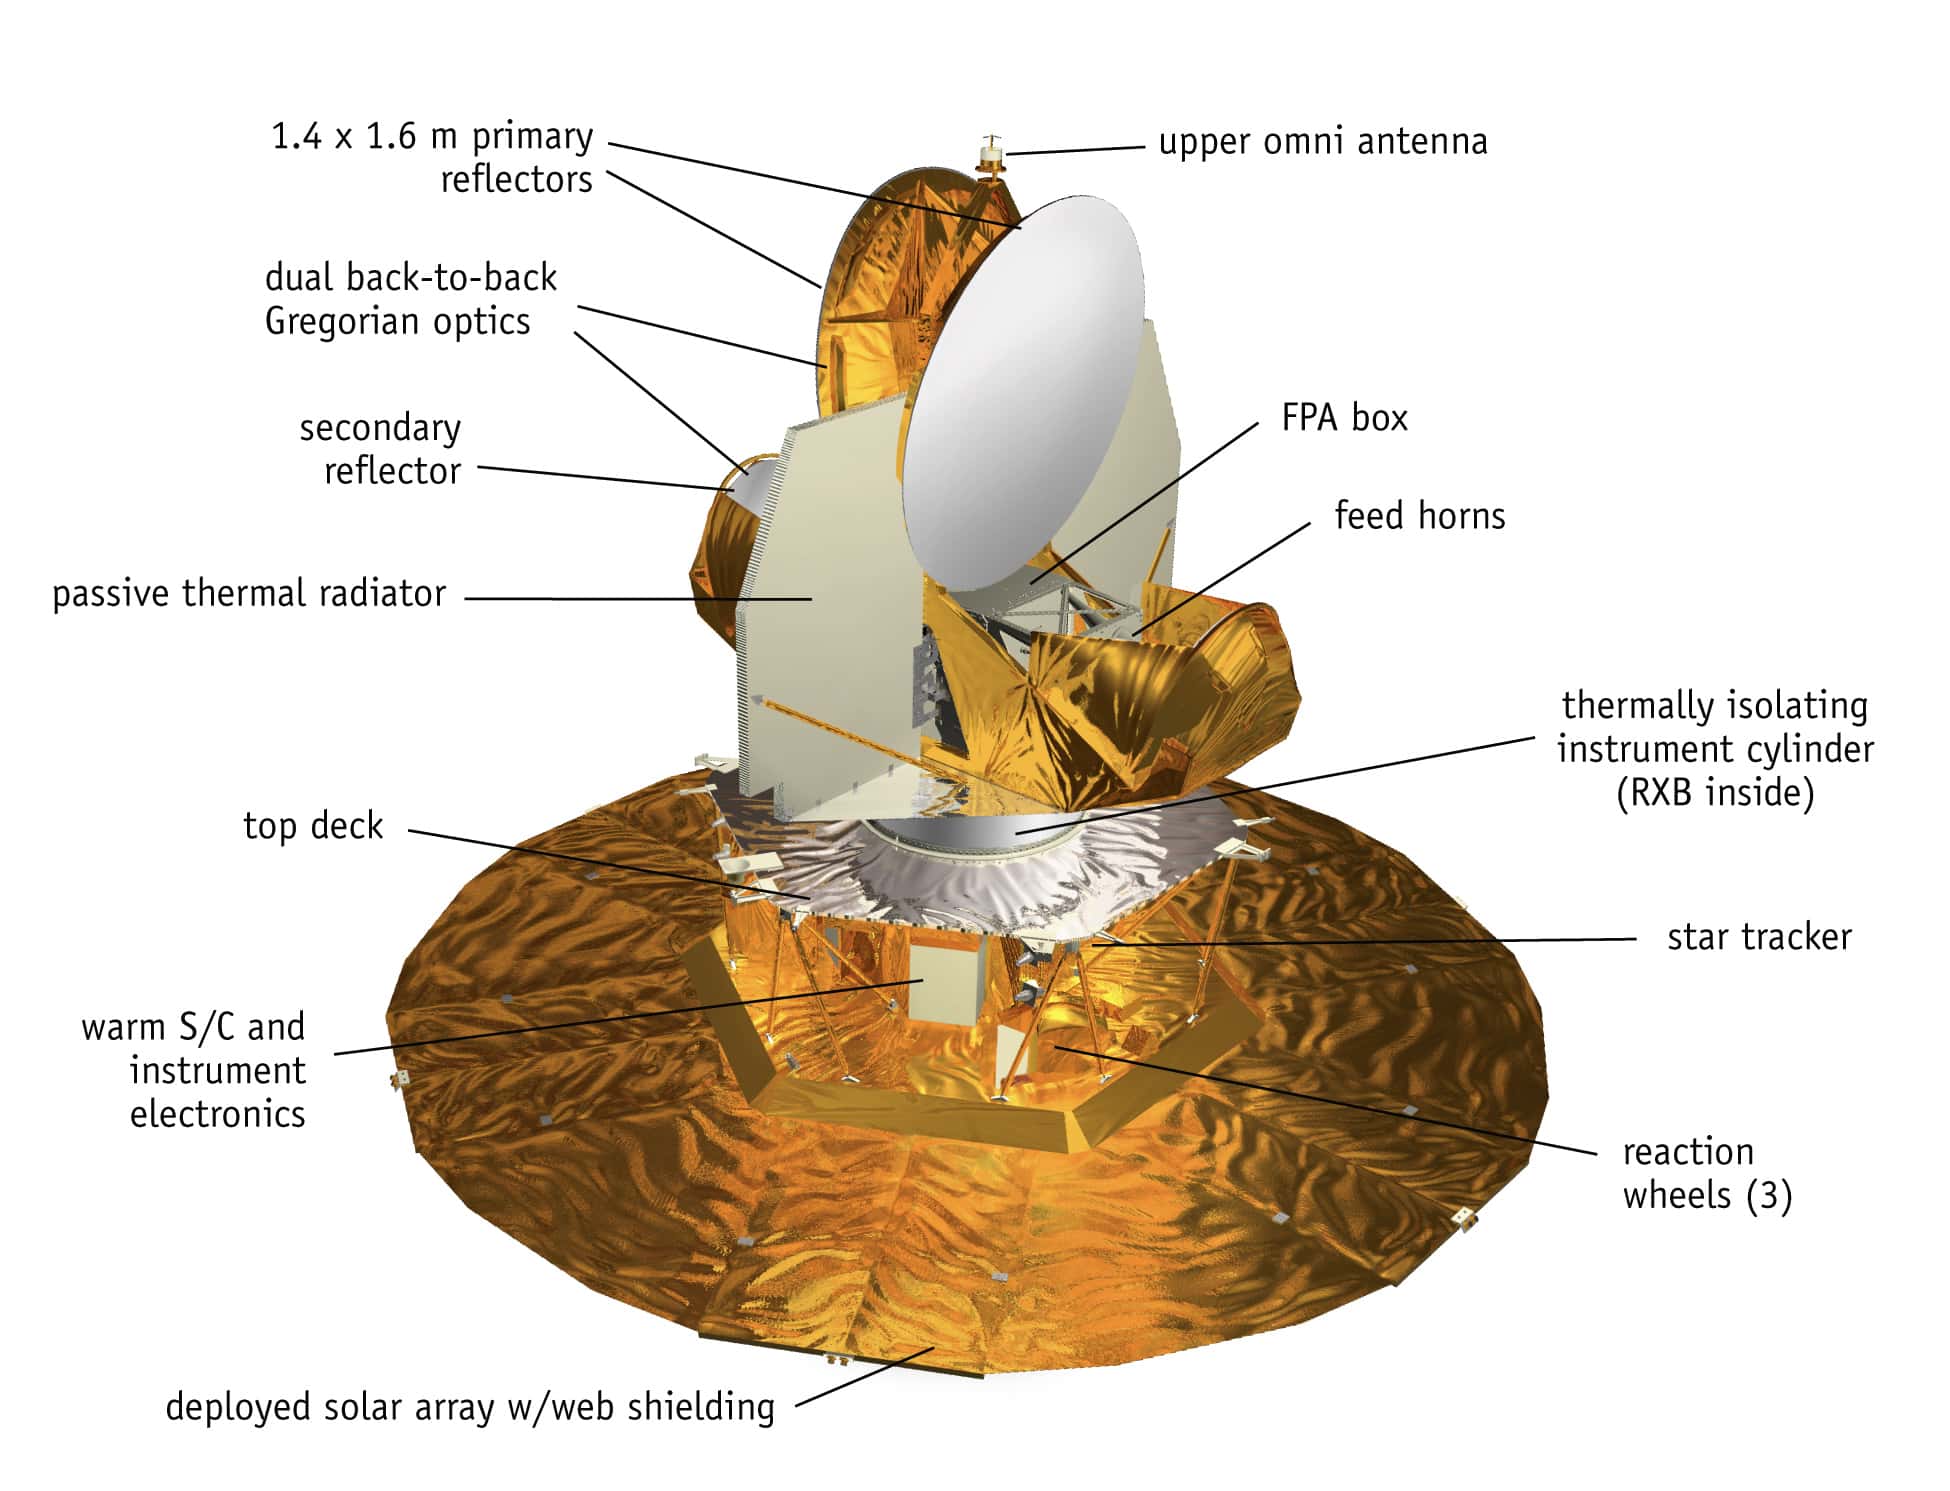 1.4 x 1.6 m primary
reflectors
upper omni antenna
dual back-to-back
Gregorian optics
secondary
reflector
FPA box
feed horns
passive thermal radiator
thermally isolating
instrument cylinder
(RXB inside)
top deck
star tracker
warm S/C and
instrument
electronics
reaction
wheels (3)
deployed solar array w/web shielding